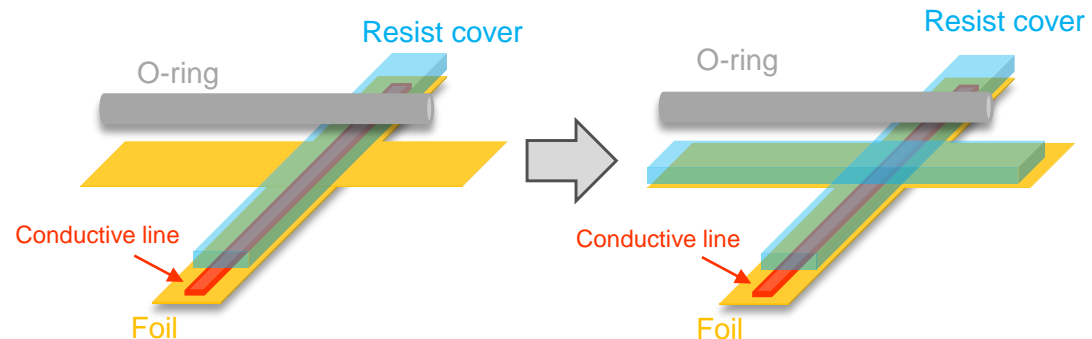 Resist cover
O-ring
Conductive line
Foil
Resist cover
O-ring
Conductive line
Foil